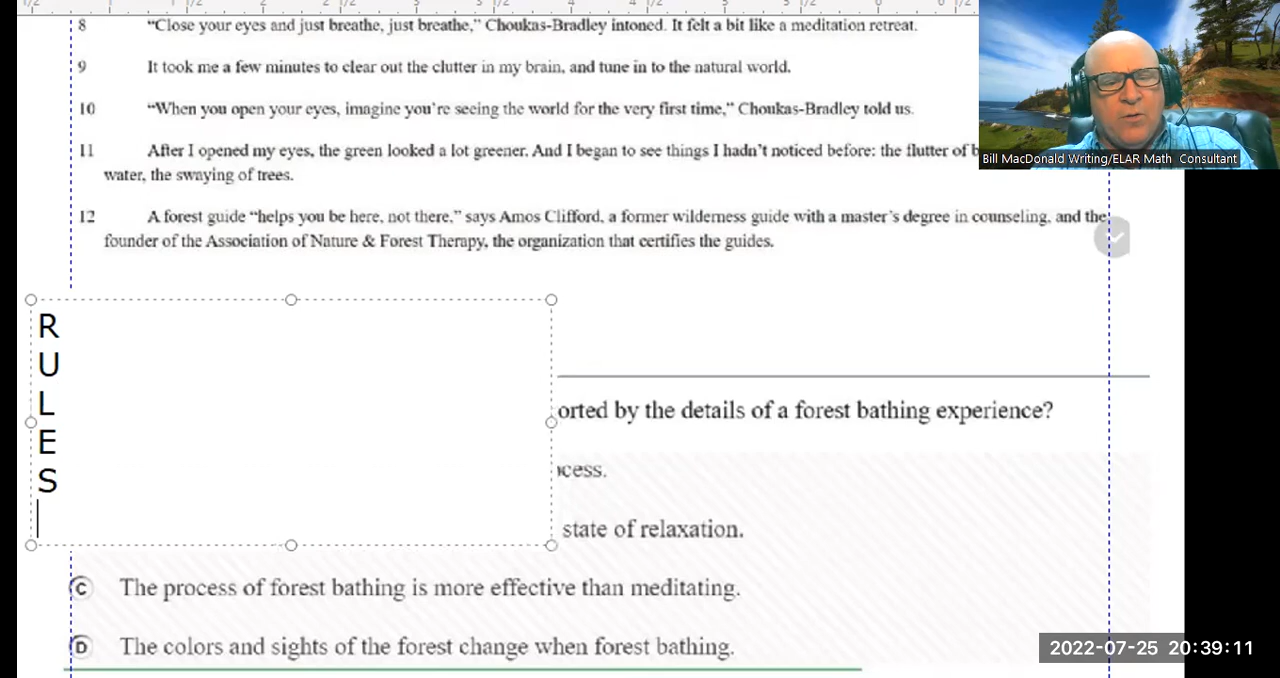 8 “Close your eyes and just breathe, just breathe,” Choukas-Bradley intoned. It felt a bit like a meditation retreat.
9 It took me a few minutes to clear out the clutter in my brain, and tune in to the natural world.
10 “When you open your eyes, imagine you’re seeing the world for the very first time,” Choukas-Bradley told us.
11 After I opened my eyes, the green looked a lot greener. And I began to see things I hadn’t noticed before: the flutter of
water, the swaying of trees.
Bill MacDonald Writing/ELAR Math Consultant
12 A forest guide “helps you be here, not there,” says Amos Clifford, a former wilderness guide with a master’s degree in counseling, and the
founder of the Association of Nature & Forest Therapy, the organization that certifies the guides.
R
U
L
E
S
orted by the details of a forest bathing experience?
cess.
state of relaxation.
C The process of forest bathing is more effective than meditating.
D The colors and sights of the forest change when forest bathing.
2022-07-25 20:39:11